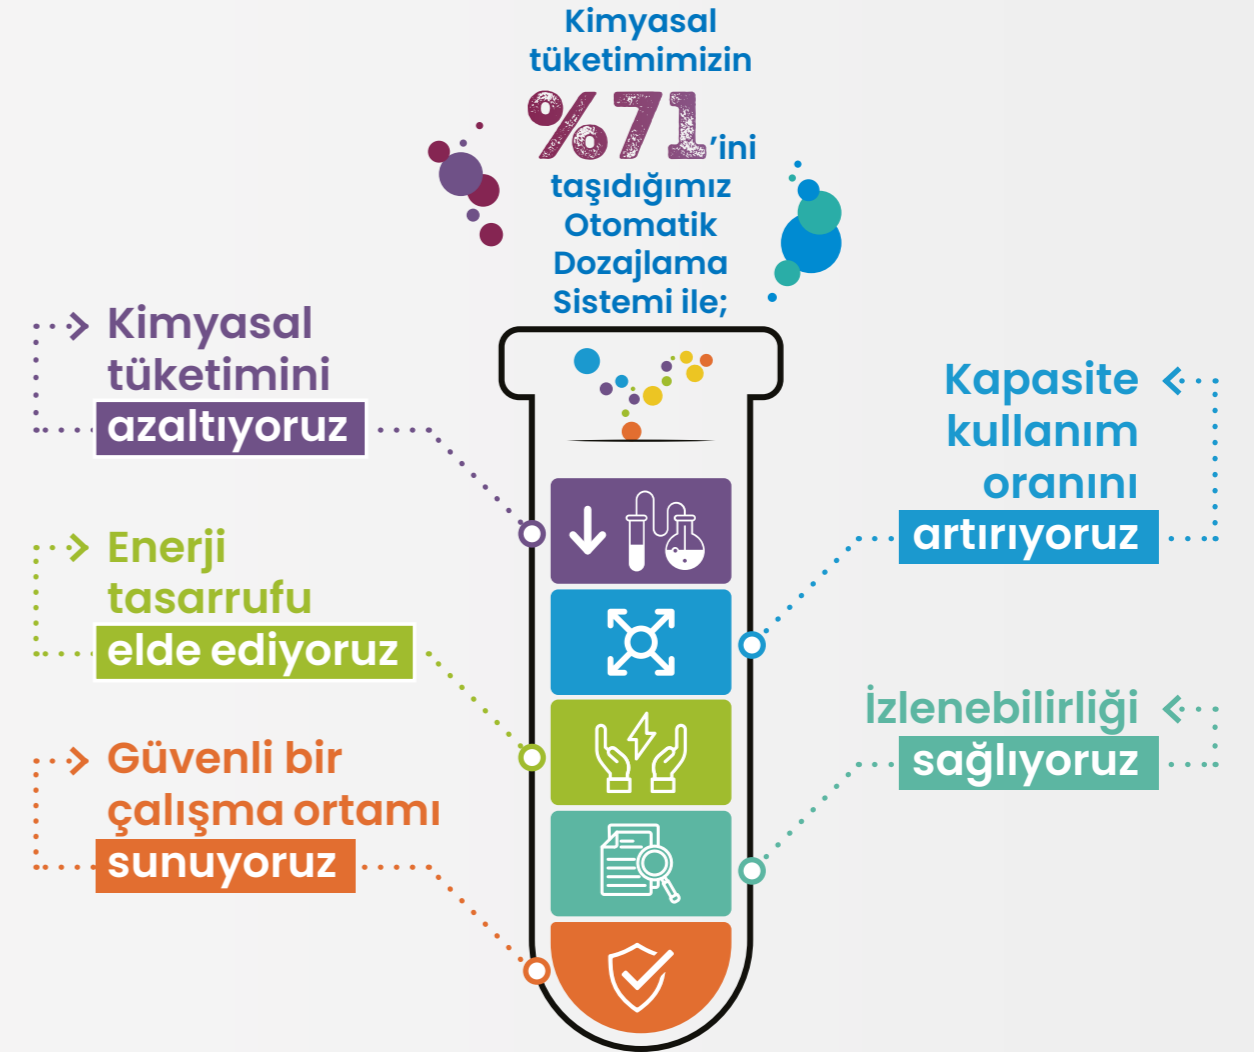 Kimyasal
tüketimimizin
%71'ini
taşıdığımız
Otomatik
Dozajlama
Sistemi ile;
Kimyasal
tüketimini
azaltıyoruz
Kapasite
kullanım
oranını
artırıyoruz
Enerji
tasarrufu
elde ediyoruz
İzlenebilirliği
sağlıyoruz
Güvenli bir
çalışma ortamı
sunuyoruz